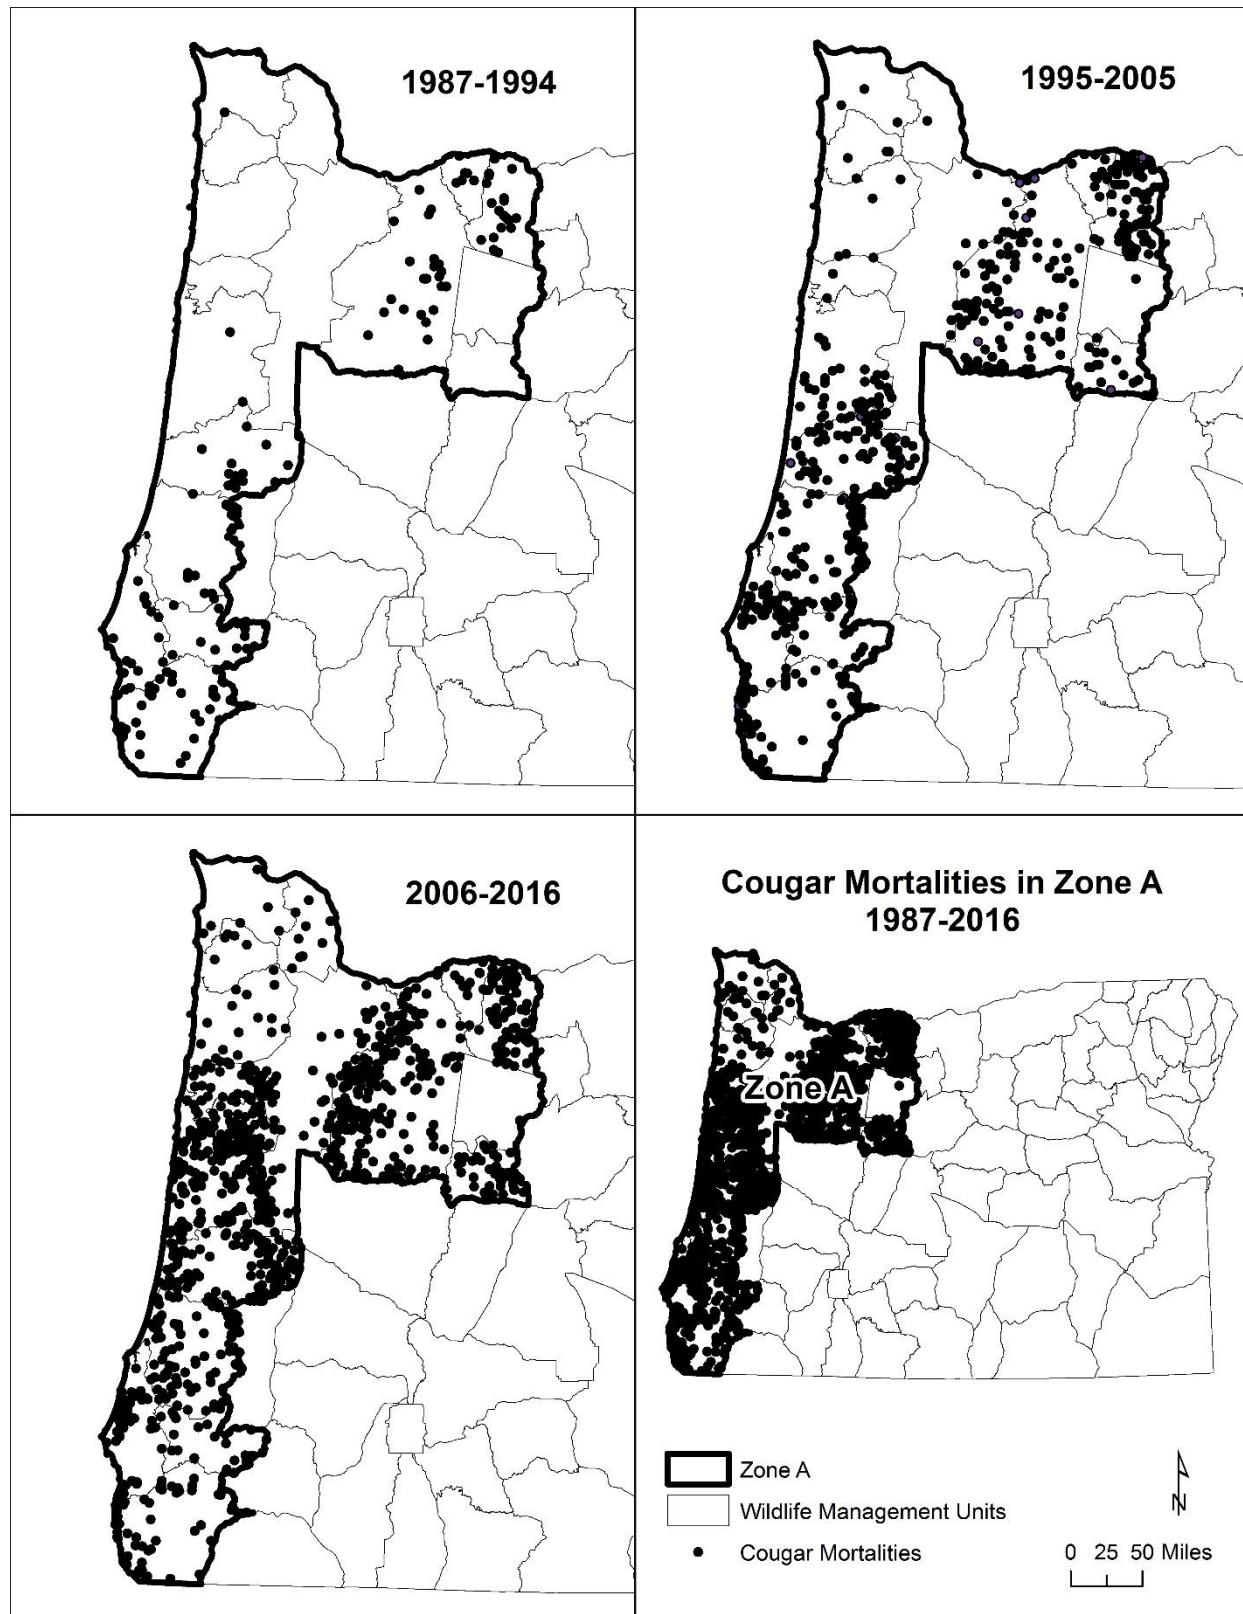 1987-1994
1995-2005
2006-2016
Cougar Mortalities in Zone A
1987-2016
Zone A
Zone A
Wildlife Management Units
Cougar Mortalities
N
0 25 50 Miles